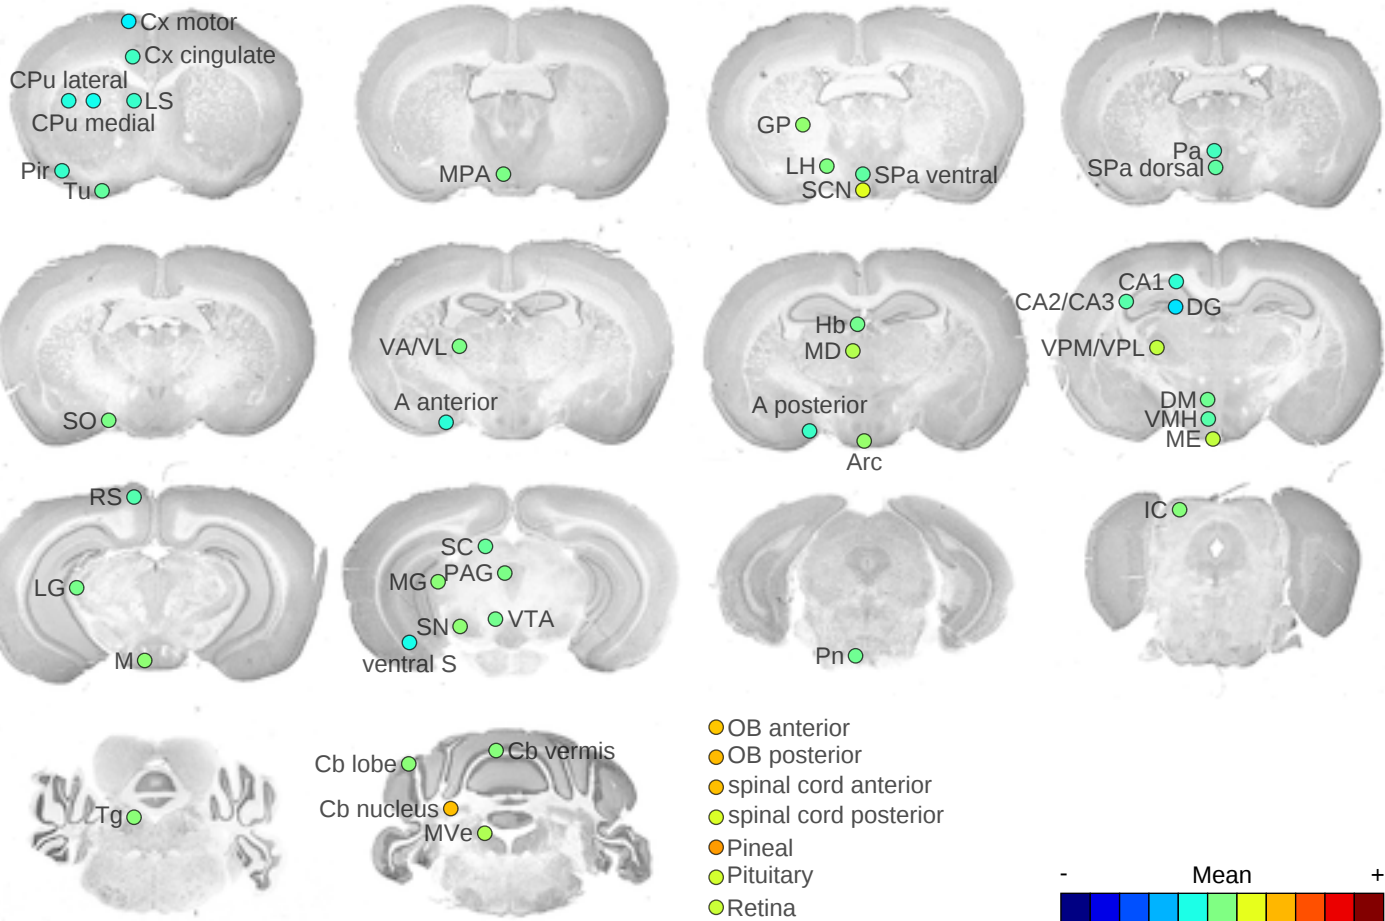 Cx motor
Cx cingulate
CPu lateral
LS
CPu medial
Pir
Tu
MPA
GP
LH
SPa ventral
SCN
Pa
SPa dorsal
SO
VA/VL
A anterior
Hb
MD
A posterior
Arc
CA1
CA2/CA3
DG
VPM/VPL
DM
VMH
ME
RS
LG
M
SC
MG
PAG
SN
VTA
ventral S
Pn
IC
Tg
Cb lobe
Cb vermis
Cb nucleus
MVe
OB anterior
OB posterior
spinal cord anterior
spinal cord posterior
Pineal
Pituitary
Retina
- Mean +